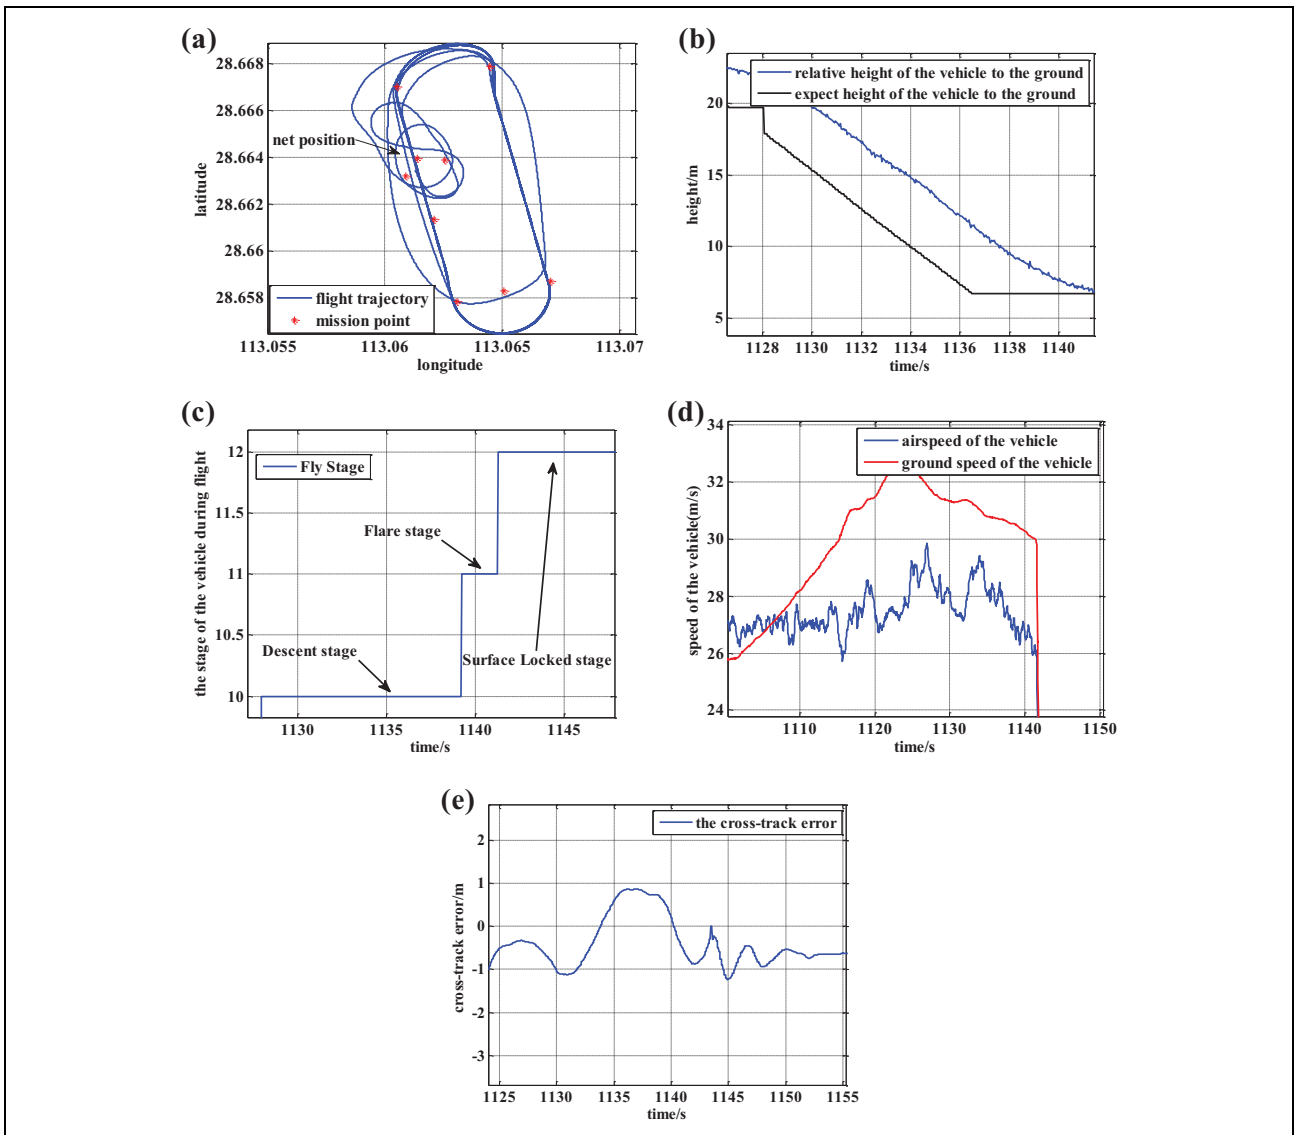 (a)
28.668
28.666
28.664
28.662
28.66
28.658
latitude
net position
flight trajectory
mission point
113.055
113.06
113.065
113.07
longitude
(b)
relative height of the vehicle to the ground
expect height of the vehicle to the ground
20
15
10
5
height/m
1128
1130
1132
1134
1136
1138
1140
time/s
(c)
12
11.5
11
10.5
10
the stage of the vehicle during flight
Fly Stage
Flare stage
Descent stage
Surface Locked stage
1130
1135
1140
1145
time/s
(d)
34
32
30
28
26
24
speed of the vehicle(m/s)
airspeed of the vehicle
ground speed of the vehicle
1110
1120
1130
1140
1150
time/s
(e)
2
1
0
-1
-2
-3
cross-track error/m
the cross-track error
1125
1130
1135
1140
1145
1150
1155
time/s